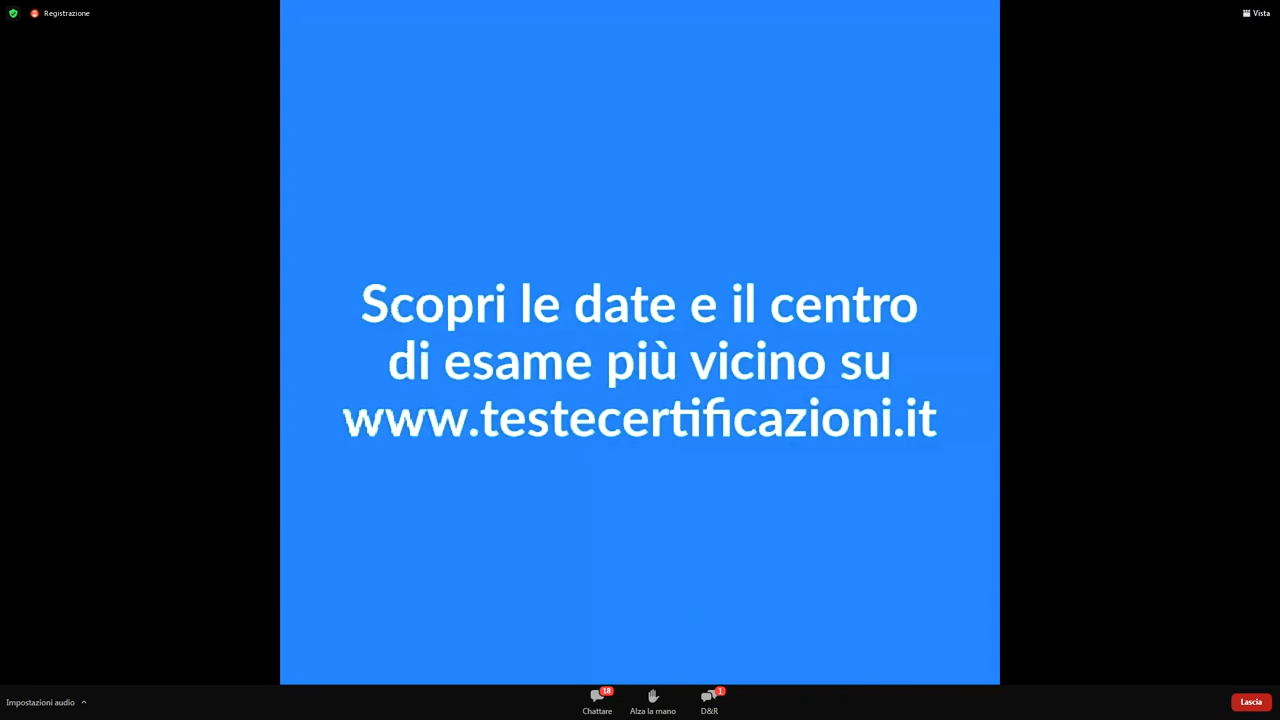 Registrazione
Vista
Scopri le date e il centro
di esame più vicino su
www.testecertificazioni.it
Impostazioni audio
18
Chattare
Alza la mano
1
D&R
Lascia